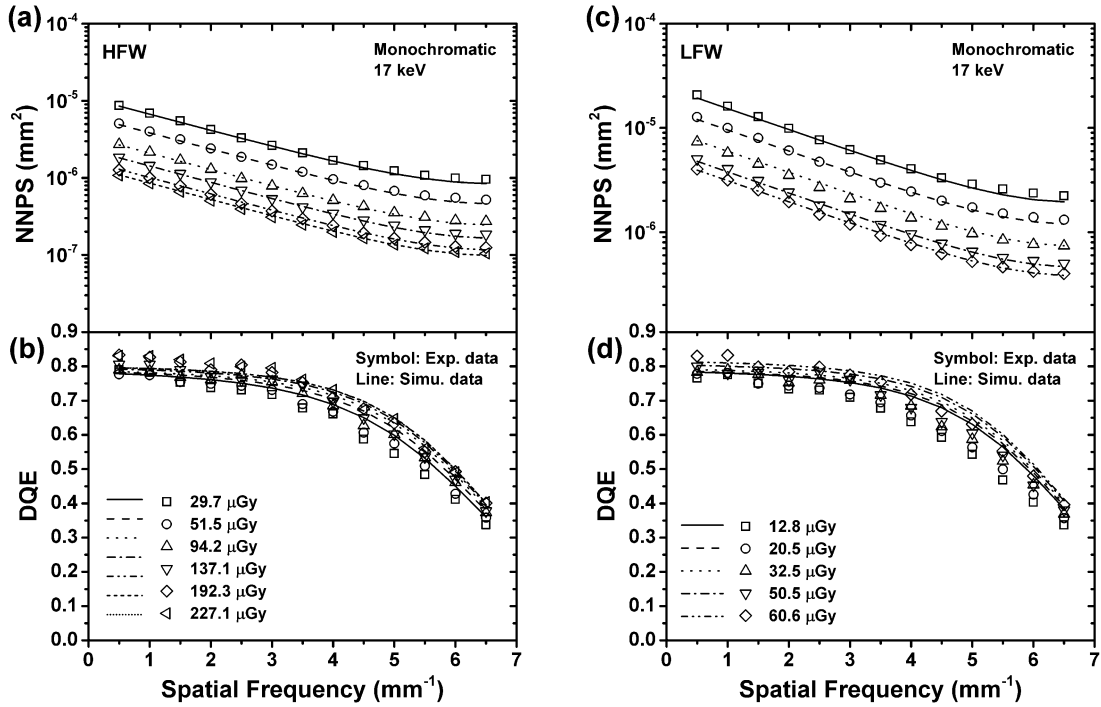 (a)
10⁻⁴
HFW
Monochromatic
17 keV
10⁻⁵
10⁻⁶
10⁻⁷
NNPS (mm²)
0.9
(b)
Symbol: Exp. data
Line: Simu. data
0.8
0.7
0.6
0.5
0.4
0.3
0.2
0.1
0.0
DQE
29.7 μGy
51.5 μGy
94.2 μGy
137.1 μGy
192.3 μGy
227.1 μGy
0 1 2 3 4 5 6 7
Spatial Frequency (mm⁻¹)
(c)
10⁻⁴
LFW
Monochromatic
17 keV
10⁻⁵
10⁻⁶
NNPS (mm²)
0.9
(d)
Symbol: Exp. data
Line: Simu. data
0.8
0.7
0.6
0.5
0.4
0.3
0.2
0.1
0.0
DQE
12.8 μGy
20.5 μGy
32.5 μGy
50.5 μGy
60.6 μGy
0 1 2 3 4 5 6 7
Spatial Frequency (mm⁻¹)